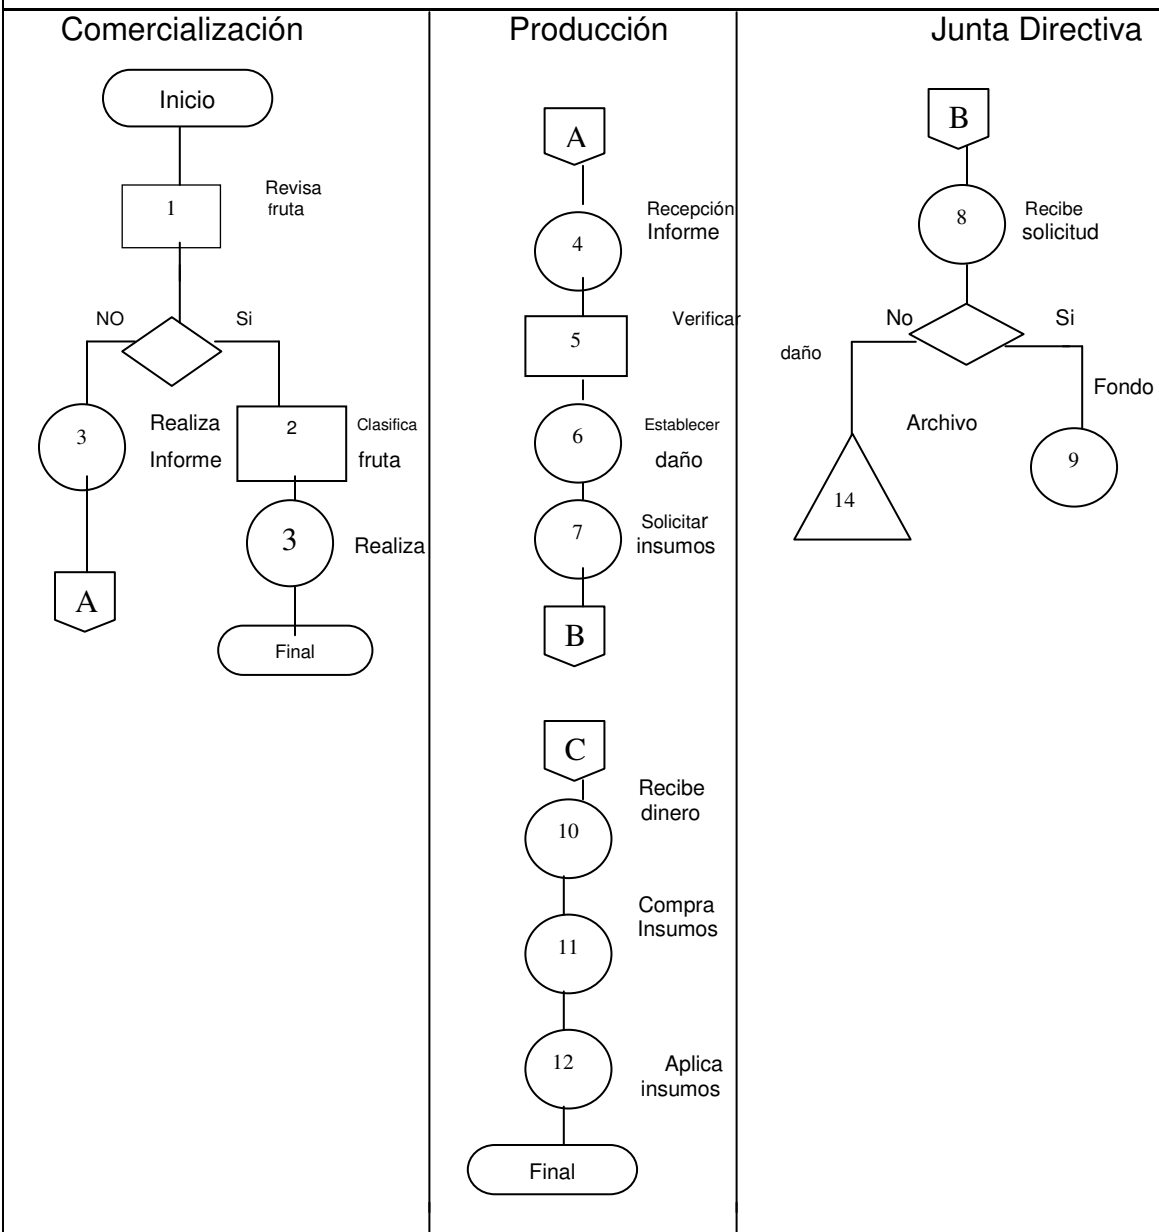 Comercialización
Producción
Junta Directiva
Inicio
1
Revisa
fruta
NO
Si
3
Realiza
Informe
2
Clasifica
fruta
3
Realiza
A
Final
A
4
Recepción
Informe
5
Verificar
6
Establecer
daño
7
Solicitar
insumos
B
C
Recibe
dinero
10
Compra
Insumos
11
12
Aplica
insumos
Final
B
8
Recibe
solicitud
No
Si
daño
Fondo
Archivo
9
14